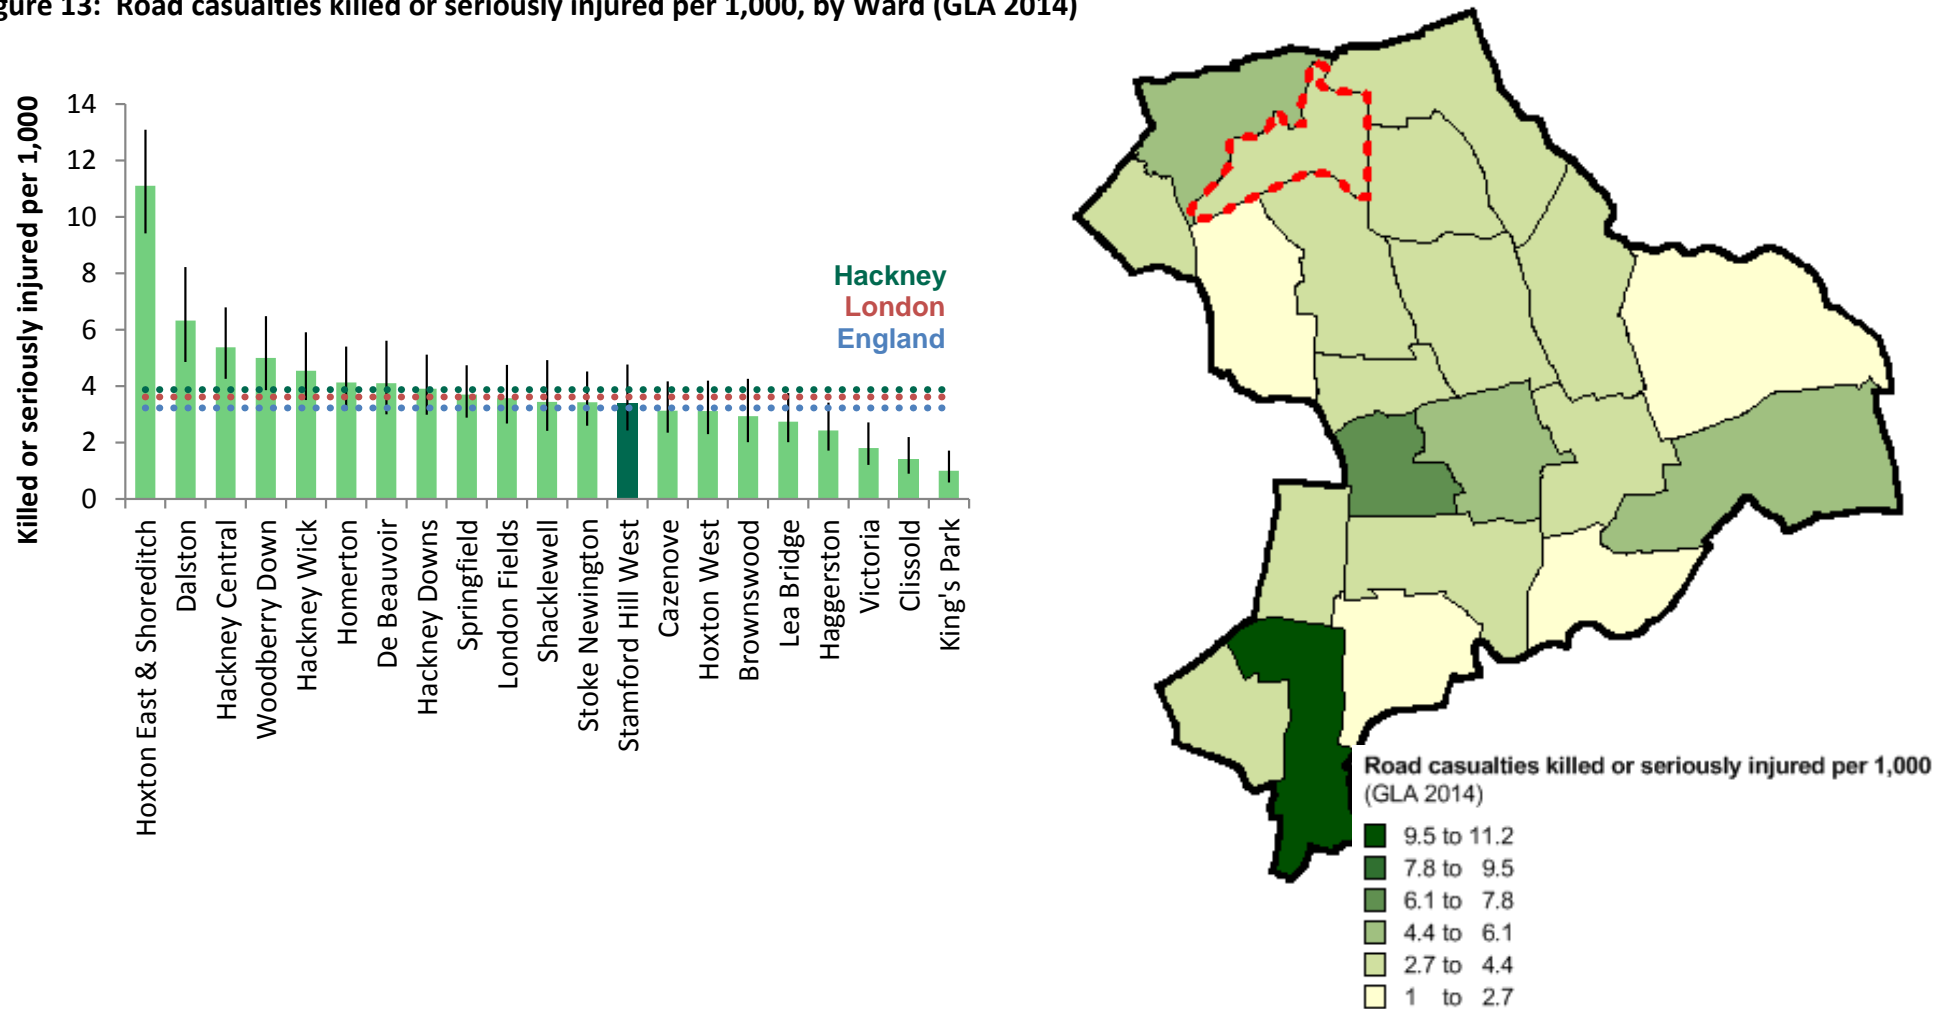 gure 13: Road casualties killed or seriously injured per 1,000, by Ward (GLA 2014)
Killed or seriously injured per 1,000
14
12
10
8
6
4
2
0
Hackney
London
England
Hoxton East & Shoreditch
Dalston
Hackney Central
Woodberry Down
Hackney Wick
Homerton
De Beauvoir
Hackney Downs
Springfield
London Fields
Shacklewell
Stoke Newington
Stamford Hill West
Cazenove
Hoxton West
Brownswood
Lea Bridge
Haggerston
Victoria
Clissold
King's Park
Road casualties killed or seriously injured per 1,000
(GLA 2014)
9.5 to 11.2
7.8 to 9.5
6.1 to 7.8
4.4 to 6.1
2.7 to 4.4
1 to 2.7